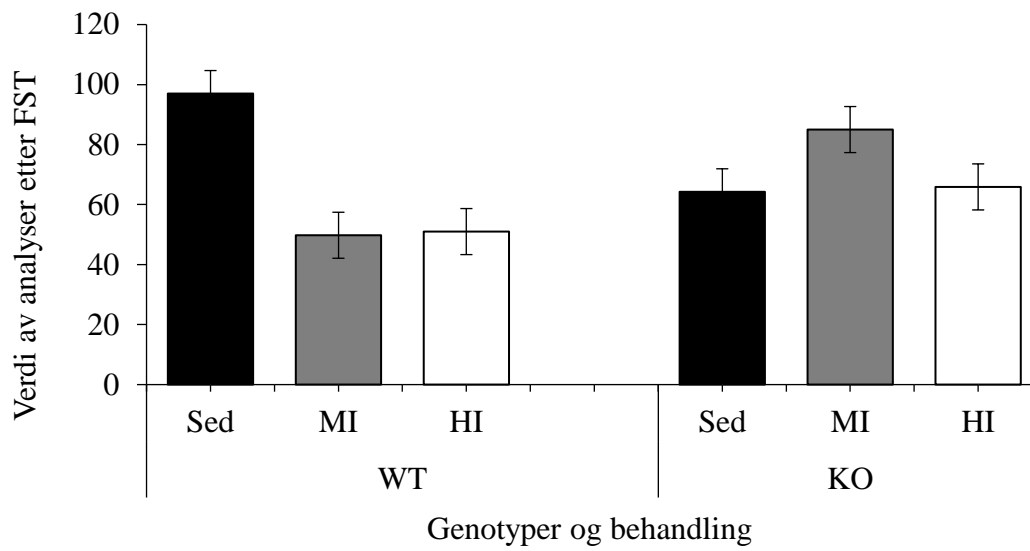 Verdi av analyser etter FST
120
100
80
60
40
20
0
Sed MI HI Sed MI HI
WT KO
Genotyper og behandling